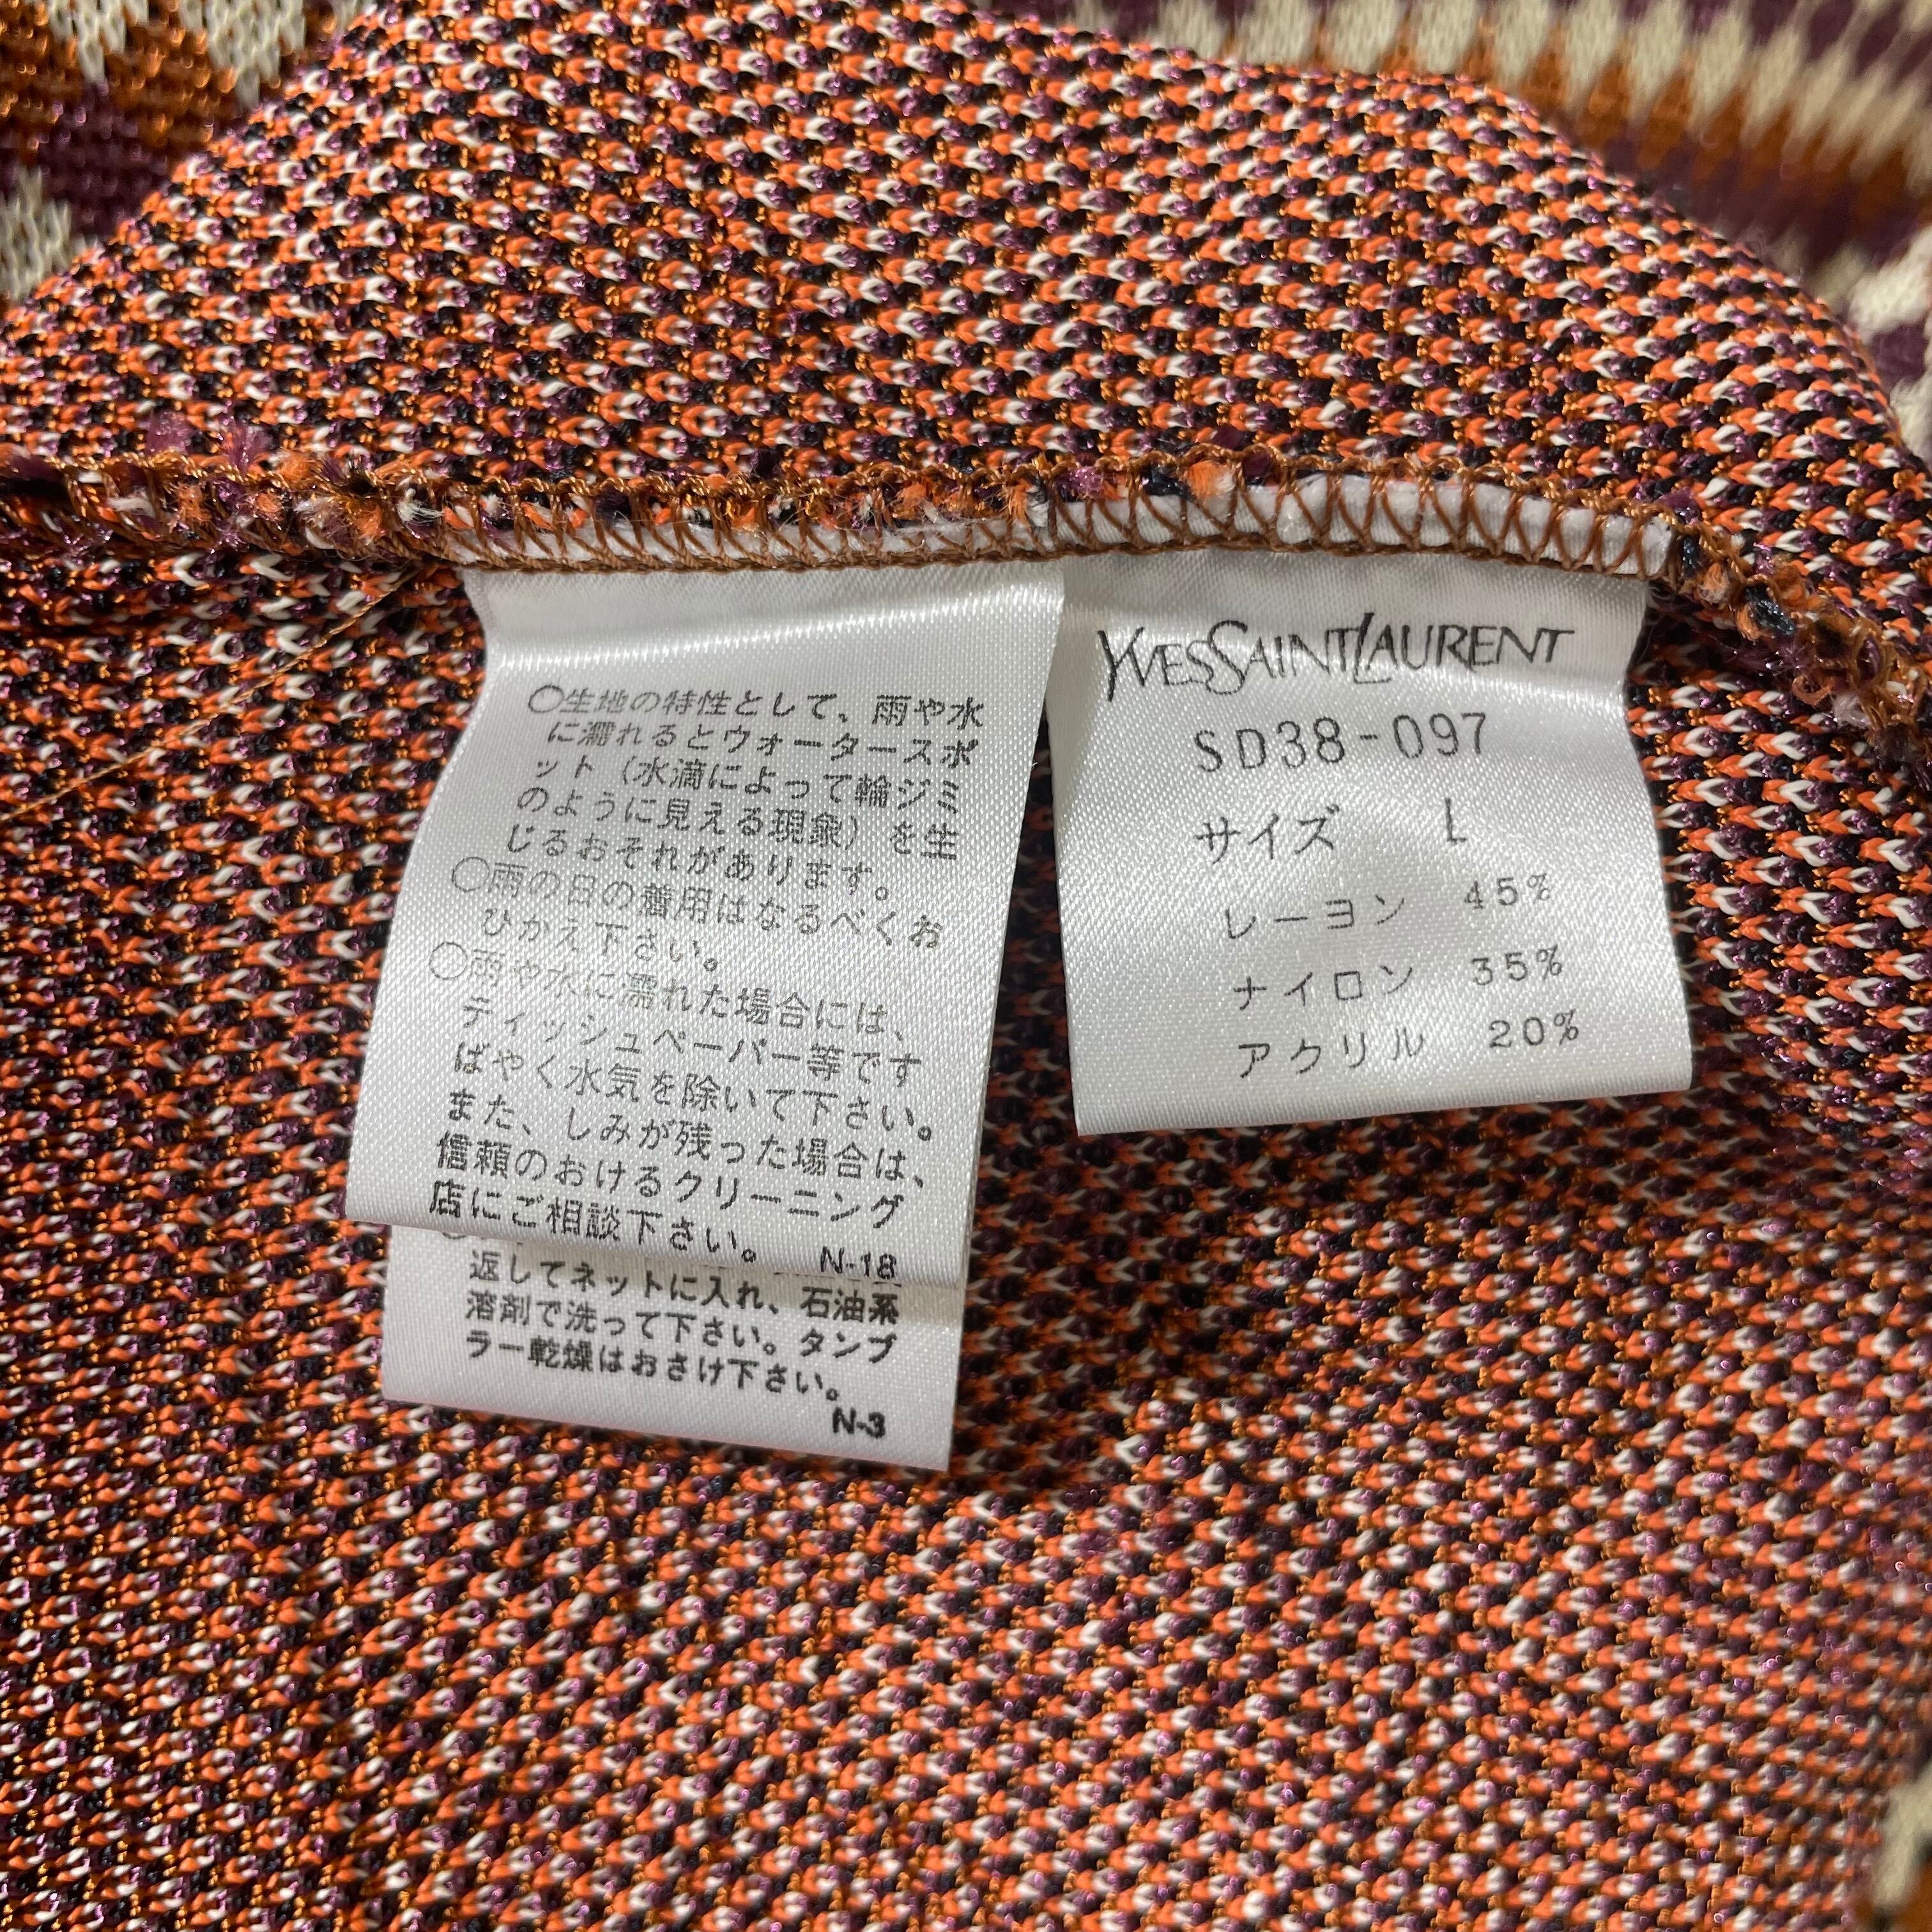 ○生地の特性として、雨や水
に濡れるとウォータースポ
ット（水滴によって輪ジミ
のように見える現象）を生
じるおそれがあります。
○雨の日の着用はなるべくお
ひかえ下さい。
○雨や水に濡れた場合には、
ティッシュペーパー等です
ばやく水気を除いて下さい。
また、しみが残った場合は、
信頼のおけるクリーニング
店にご相談下さい。
N-18
返してネットに入れ、石油系
溶剤で洗って下さい。タンブ
ラー乾燥はおさけ下さい。
N-3
YVESSAINTLAURENT
SD38-097
サイズ L
レーヨン 45%
ナイロン 35%
アクリル 20%